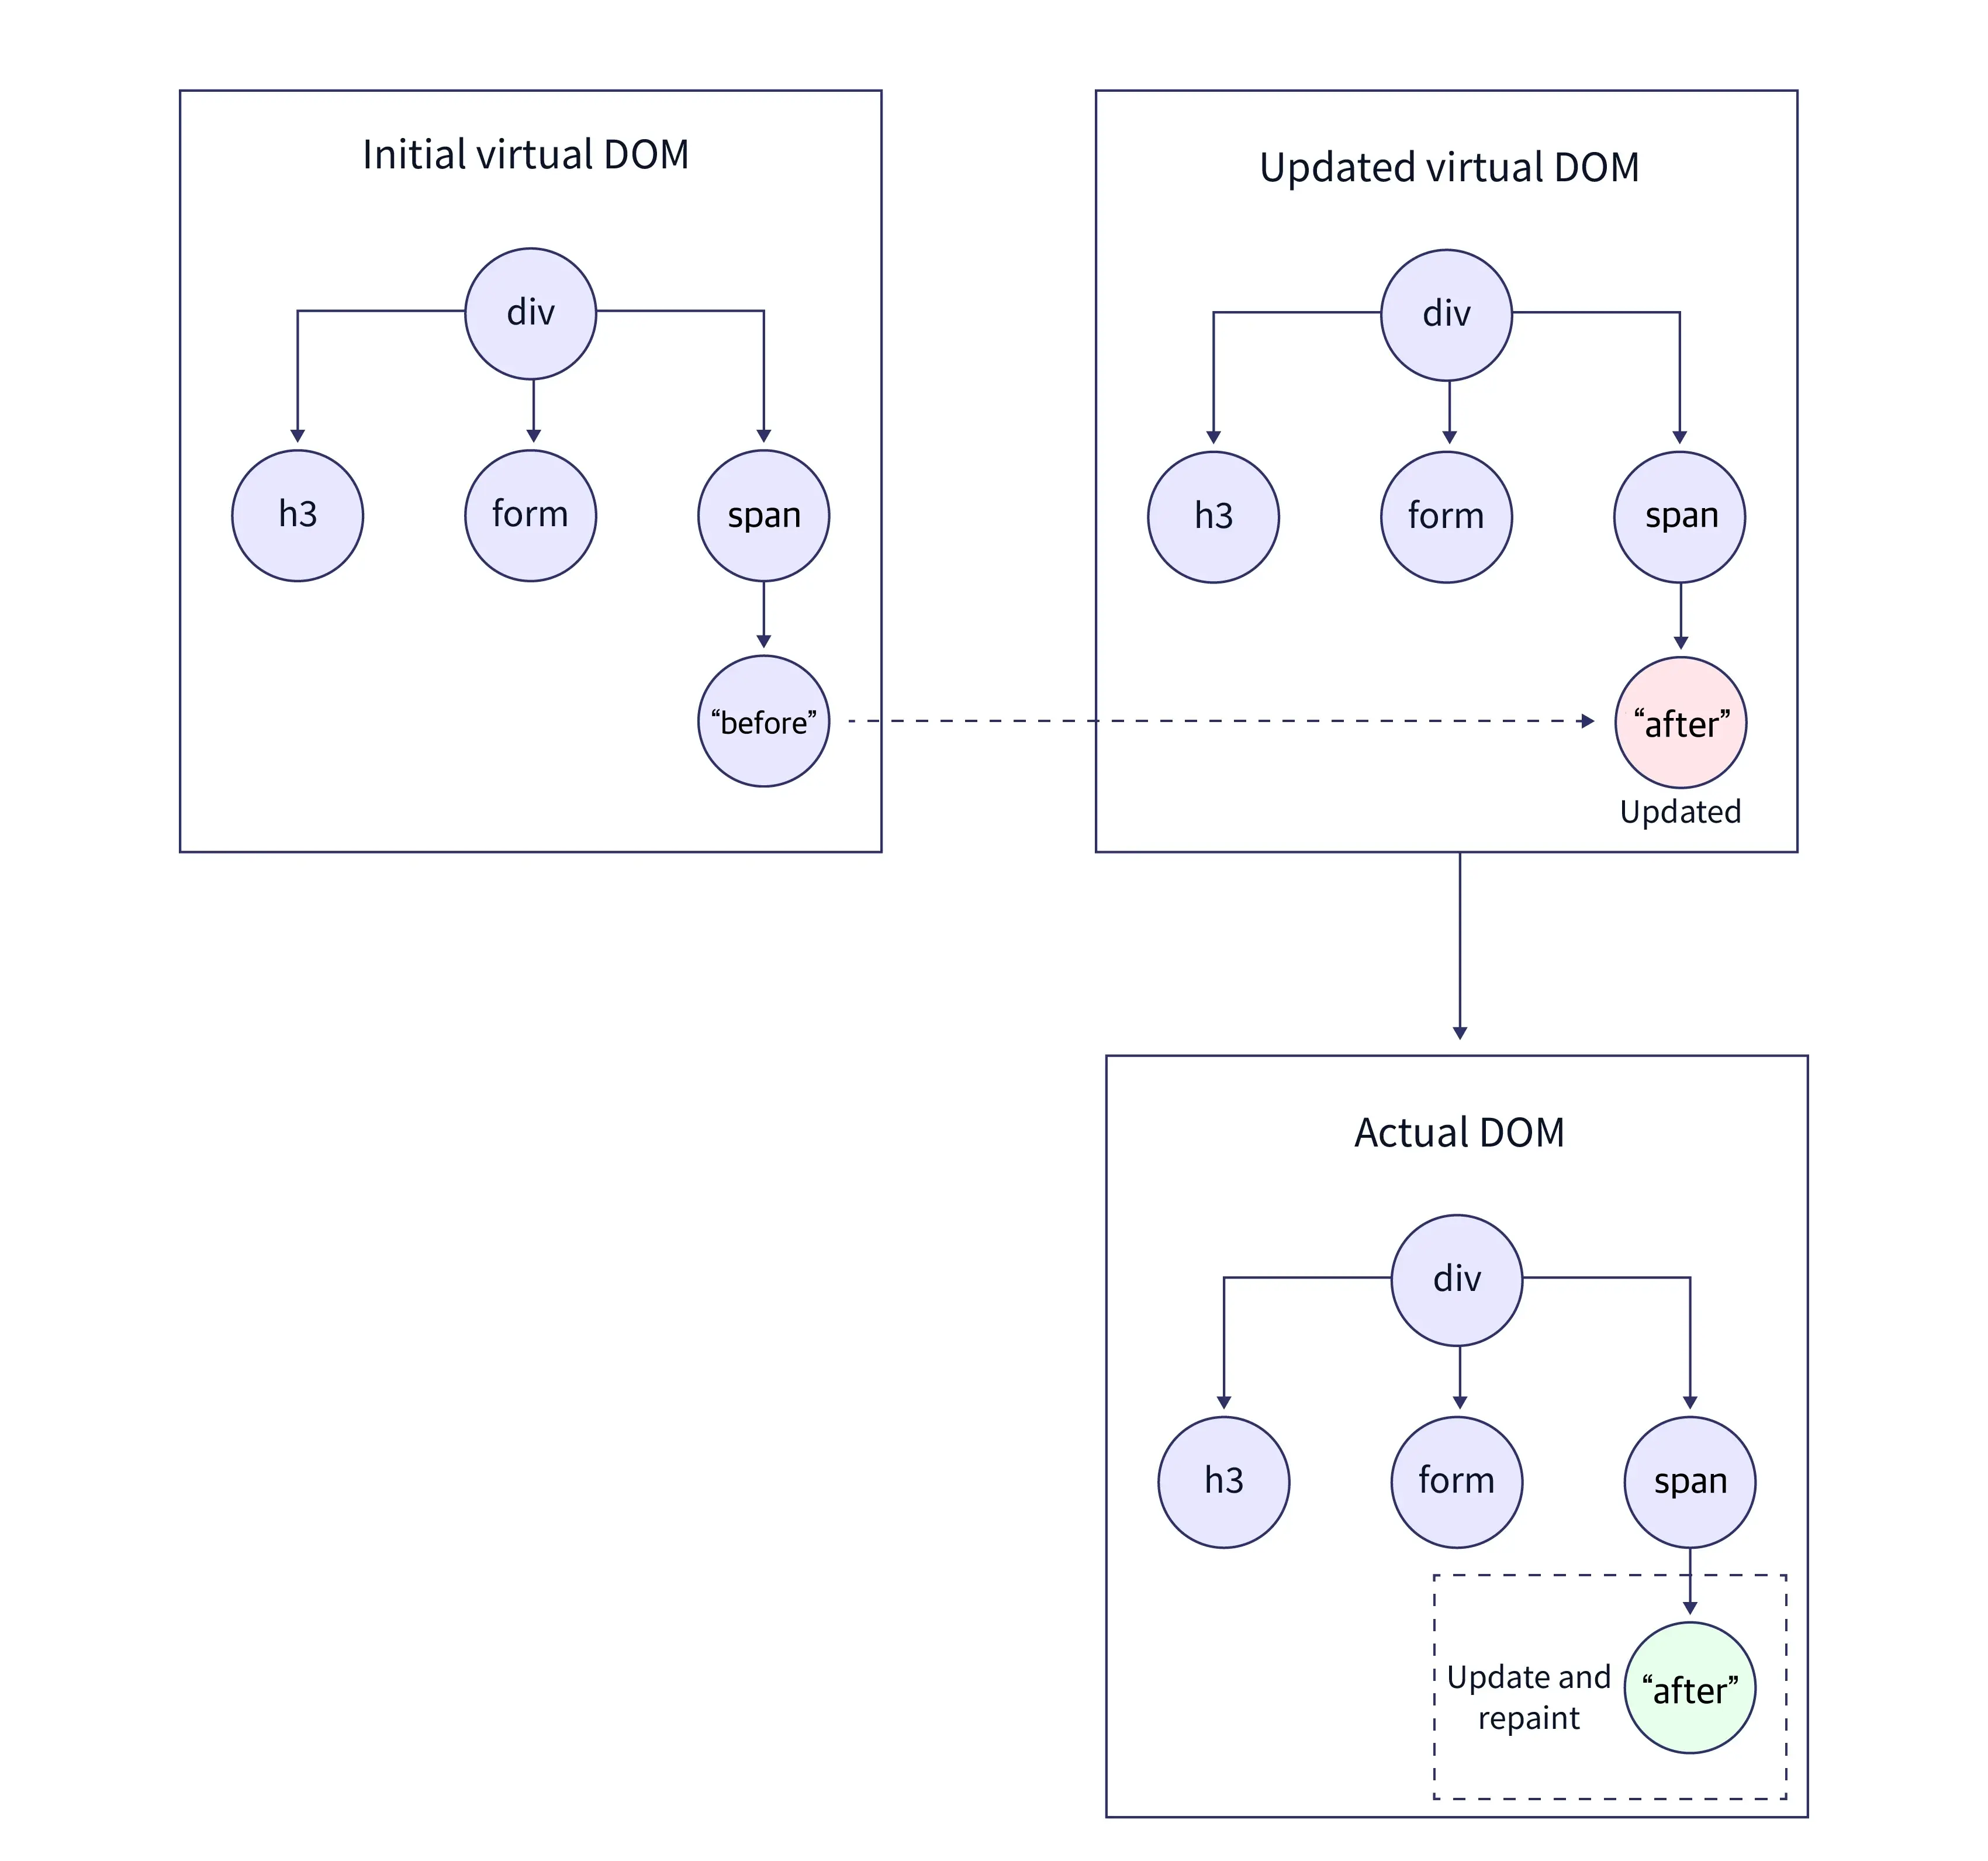 Initial virtual DOM
div
h3
form
span
“before”
Updated virtual DOM
div
h3
form
span
“after”
Updated
Actual DOM
div
h3
form
span
Update and
repaint
“after”